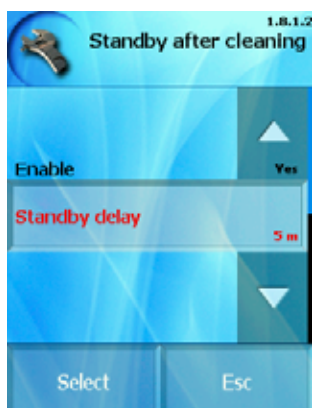 1.8.1.2
Standby after cleaning
Enable
Yes
Standby delay
5 m
Select Esc